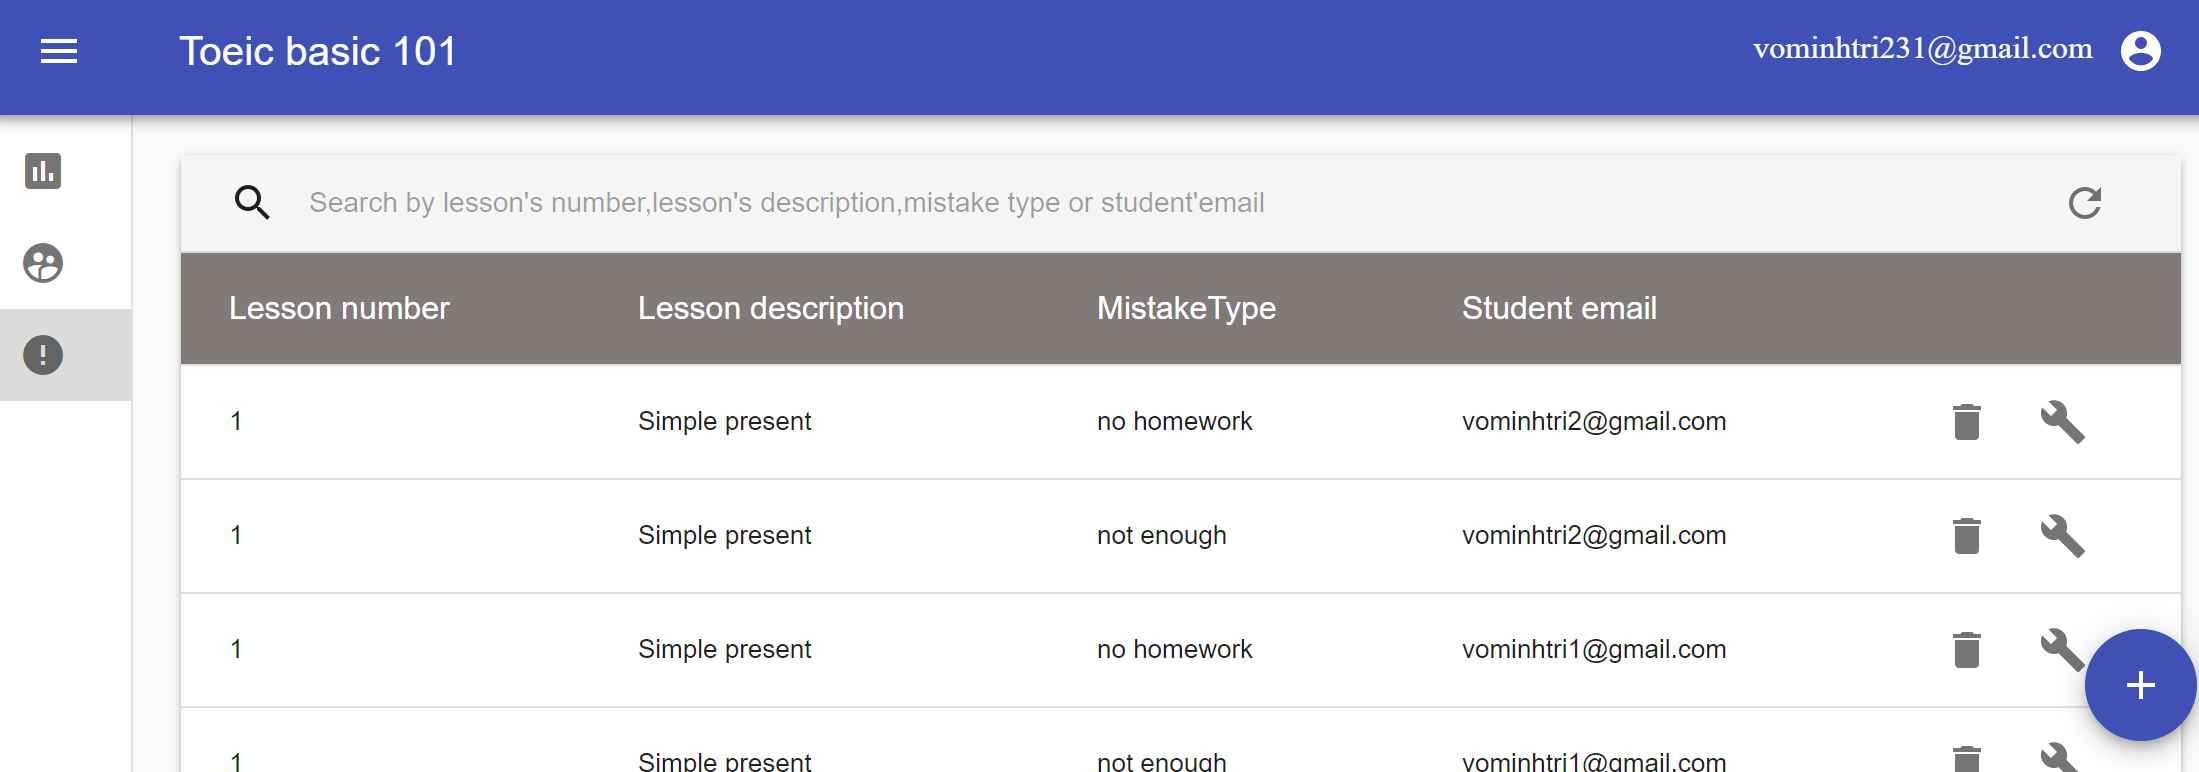 Toeic basic 101 vominhtri231@gmail.com
Search by lesson's number,lesson's description,mistake type or student'email
Lesson number Lesson description MistakeType Student email
1 Simple present no homework vominhtri2@gmail.com
1 Simple present not enough vominhtri2@gmail.com
1 Simple present no homework vominhtri1@gmail.com
1 Simple present not enough vominhtri1@gmail.com